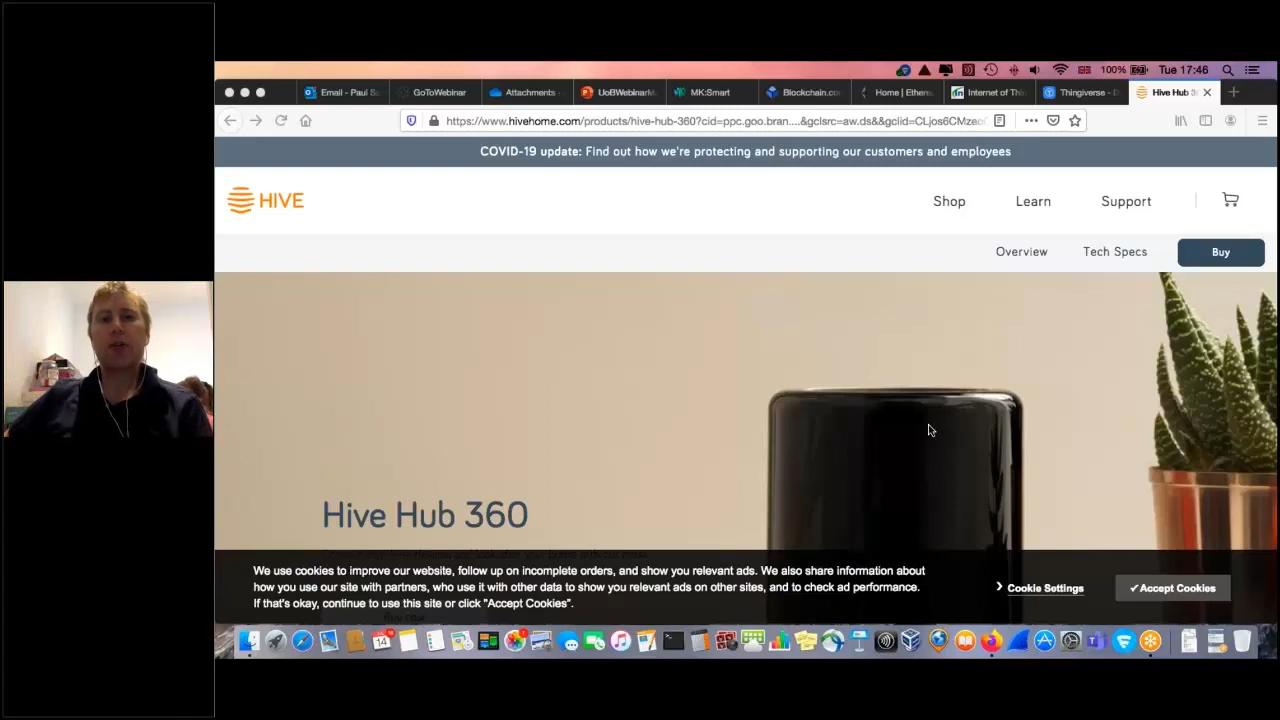 100% Tue 17:46
Email - Paul S
GoToWebinar
Attachments -
UoBWebinarM
MK:Smart
Blockchain.co
Home | Ethere
Internet of Thi
Thingiverse - D
Hive Hub 3
https://www.hivehome.com/products/hive-hub-360?cid=ppc.goo.bran....&gclsrc=aw.ds&&gclid=CLjos6CMzeo
COVID-19 update: Find out how we're protecting and supporting our customers and employees
HIVE
Shop
Learn
Support
Overview
Tech Specs
Buy
Hive Hub 360
We use cookies to improve our website, follow up on incomplete orders, and show you relevant ads. We also share information about
how you use our site with partners, who use it with other data to show you relevant ads on other sites, and to check ad performance.
If that's okay, continue to use this site or click "Accept Cookies".
Cookie Settings
Accept Cookies
14